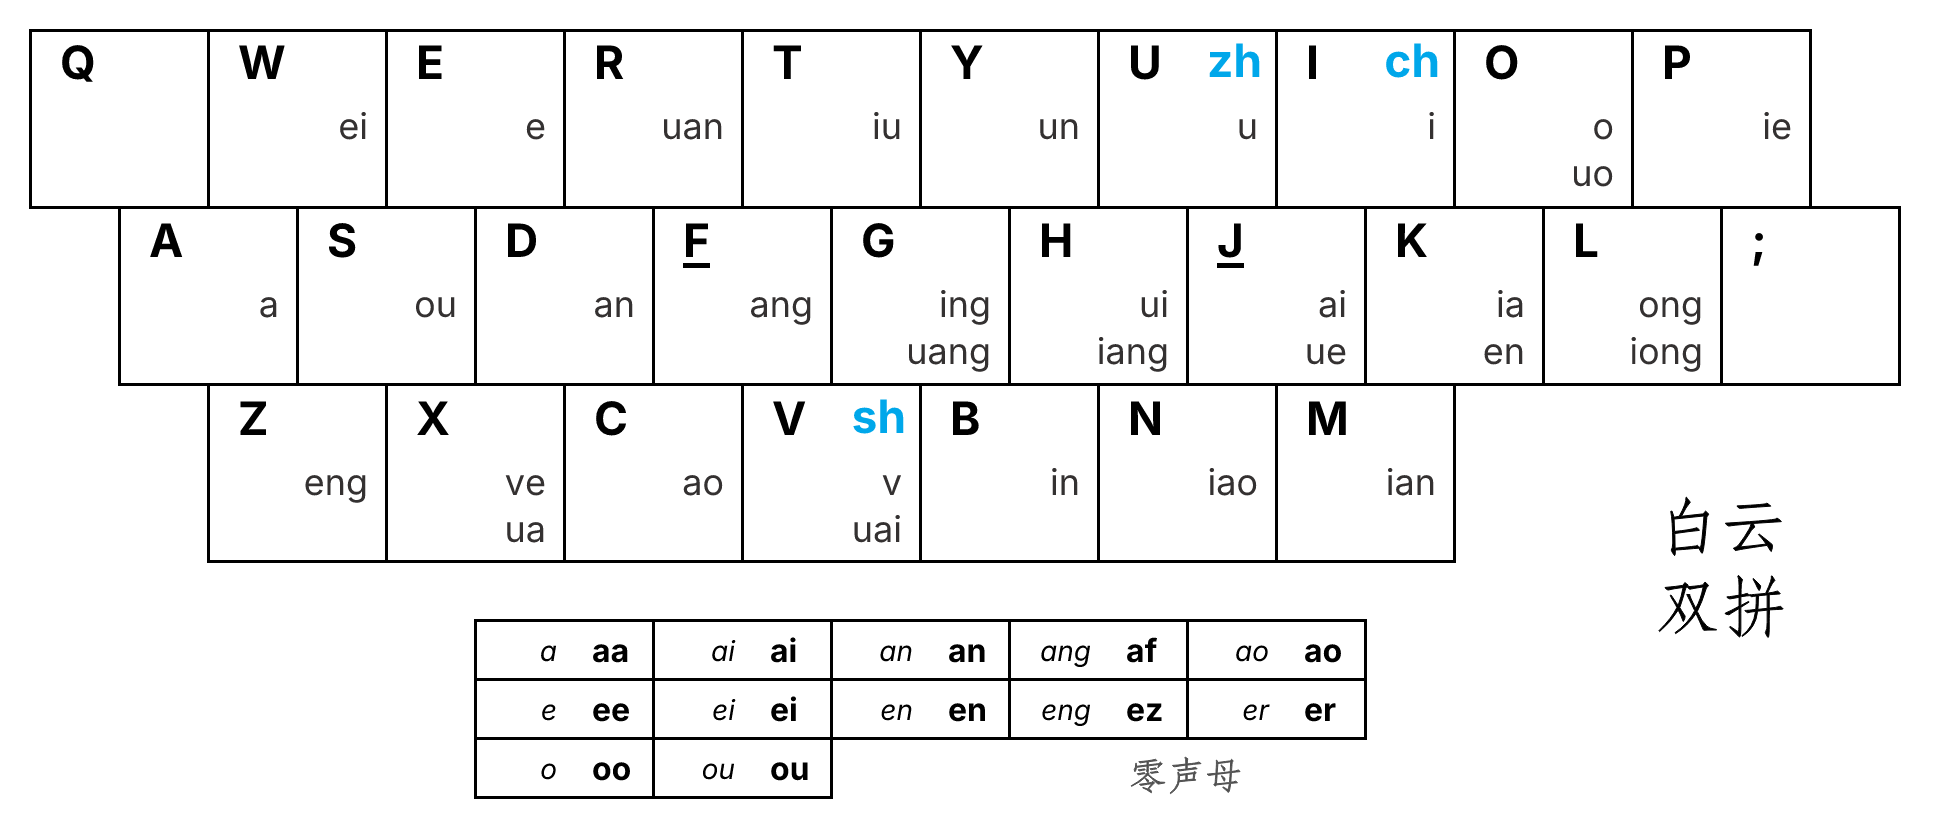 Q W E R T Y U zh I ch O P
ei e uan iu un u i o ie
uo
A S D F G H J K L ;
a ou an ang ing ui ai ia ong
uang iang ue en iong
Z X C V sh B N M
eng ve ao v in iao ian
ua uai
白云
双拼
a aa ai ai an an ang af ao ao
e ee ei ei en en eng ez er er
o oo ou ou
零声母